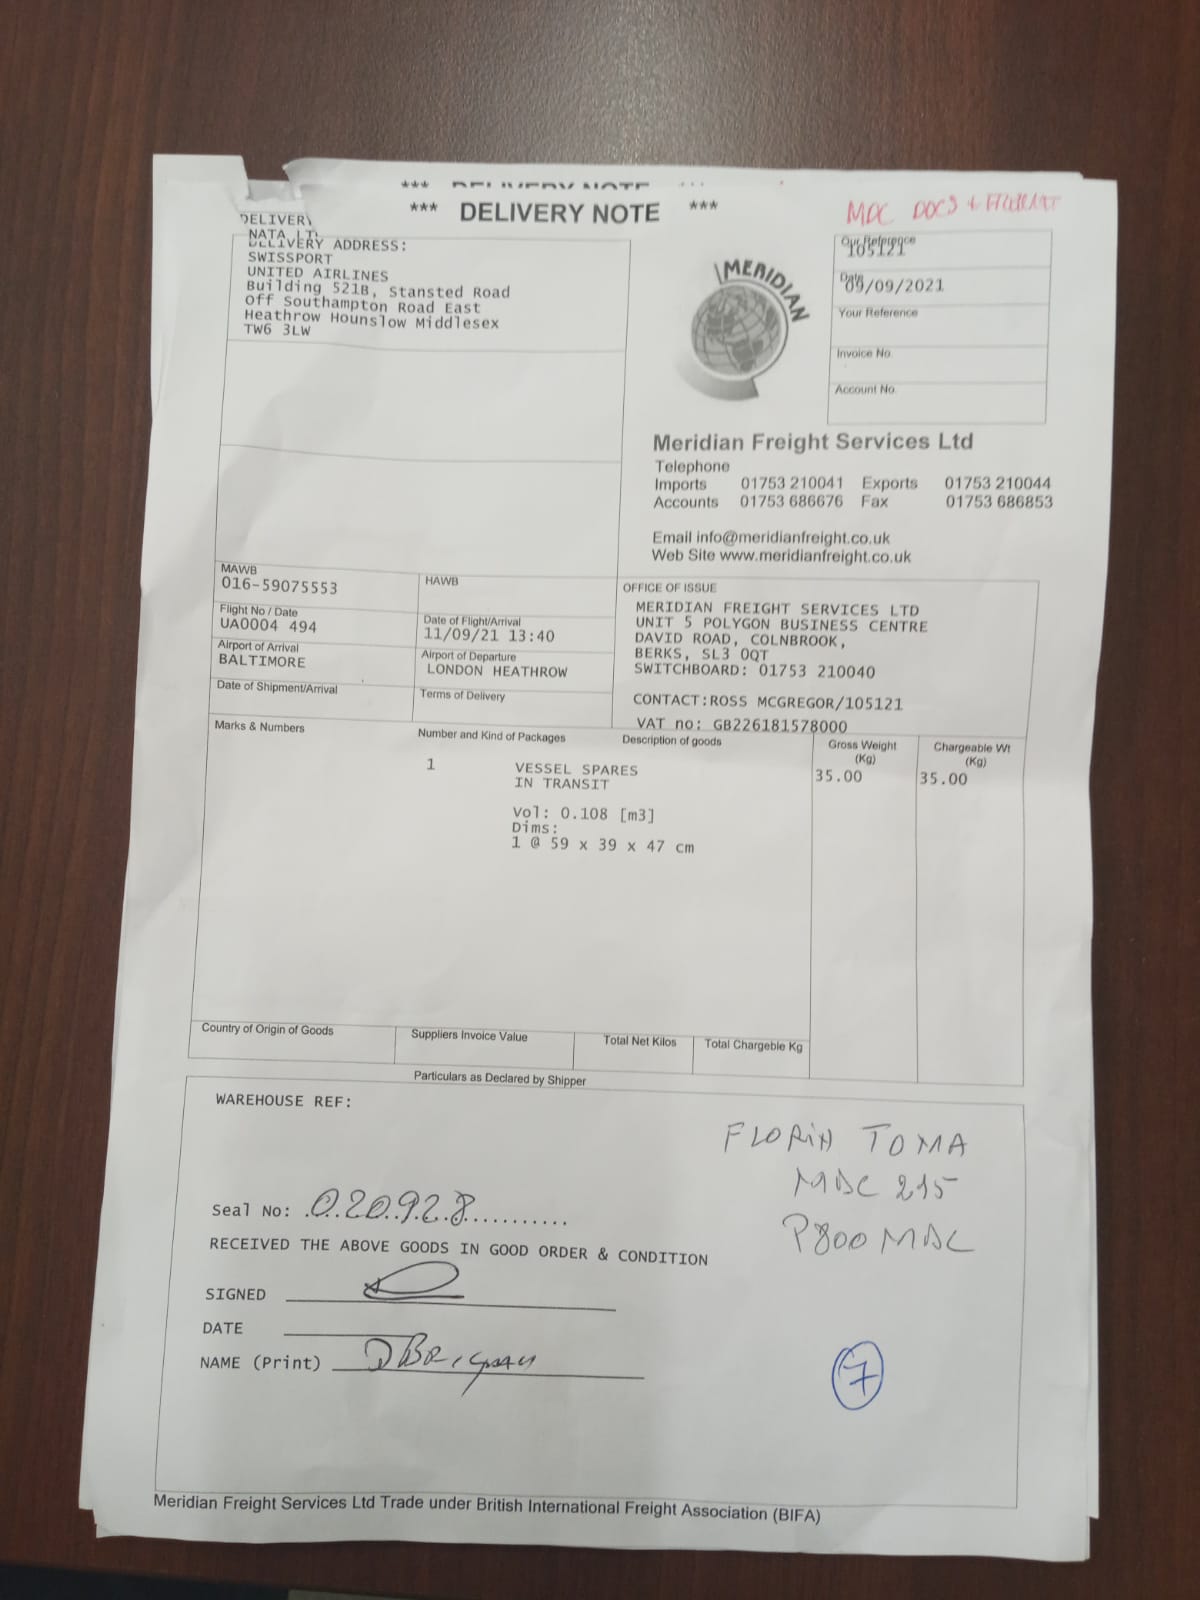 *** DELIVERY NOTE ***
*** DELIVERY NOTE ***
MDC DOCS +
DELIVERY
NATA LT
DELIVERY ADDRESS:
SWISSPORT
UNITED AIRLINES
Building 521B, Stansted Road
Off Southampton Road East
Heathrow Hounslow Middlesex
TW6 3LW
MERIDIAN
Our Reference
105121
Date
09/09/2021
Your Reference
Invoice No.
Account No.
Meridian Freight Services Ltd
Telephone
Imports 01753 210041 Exports 01753 210044
Accounts 01753 686676 Fax 01753 686853
Email info@meridianfreight.co.uk
Web Site www.meridianfreight.co.uk
MAWB
016-59075553
HAWB
Flight No / Date
UA0004 494
Date of Flight/Arrival
11/09/21 13:40
Airport of Arrival
BALTIMORE
Airport of Departure
LONDON HEATHROW
Date of Shipment/Arrival
Terms of Delivery
OFFICE OF ISSUE
MERIDIAN FREIGHT SERVICES LTD
UNIT 5 POLYGON BUSINESS CENTRE
DAVID ROAD, COLNBROOK,
BERKS, SL3 0QT
SWITCHBOARD: 01753 210040
CONTACT:ROSS MCGREGOR/105121
VAT no: GB226181578000
Marks & Numbers
Number and Kind of Packages
Description of goods
Gross Weight
(Kg)
Chargeable Wt
(Kg)
1 VESSEL SPARES 35.00 35.00
IN TRANSIT
Vol: 0.108 [m3]
Dims:
1 @ 59 x 39 x 47 cm
Country of Origin of Goods
Suppliers Invoice Value
Total Net Kilos
Total Chargeble Kg
Particulars as Declared by Shipper
WAREHOUSE REF:
FLORIN TOMA
215
P800
Seal No: 020928
RECEIVED THE ABOVE GOODS IN GOOD ORDER & CONDITION
SIGNED
DATE
NAME (Print)
7
Meridian Freight Services Ltd Trade under British International Freight Association (BIFA)